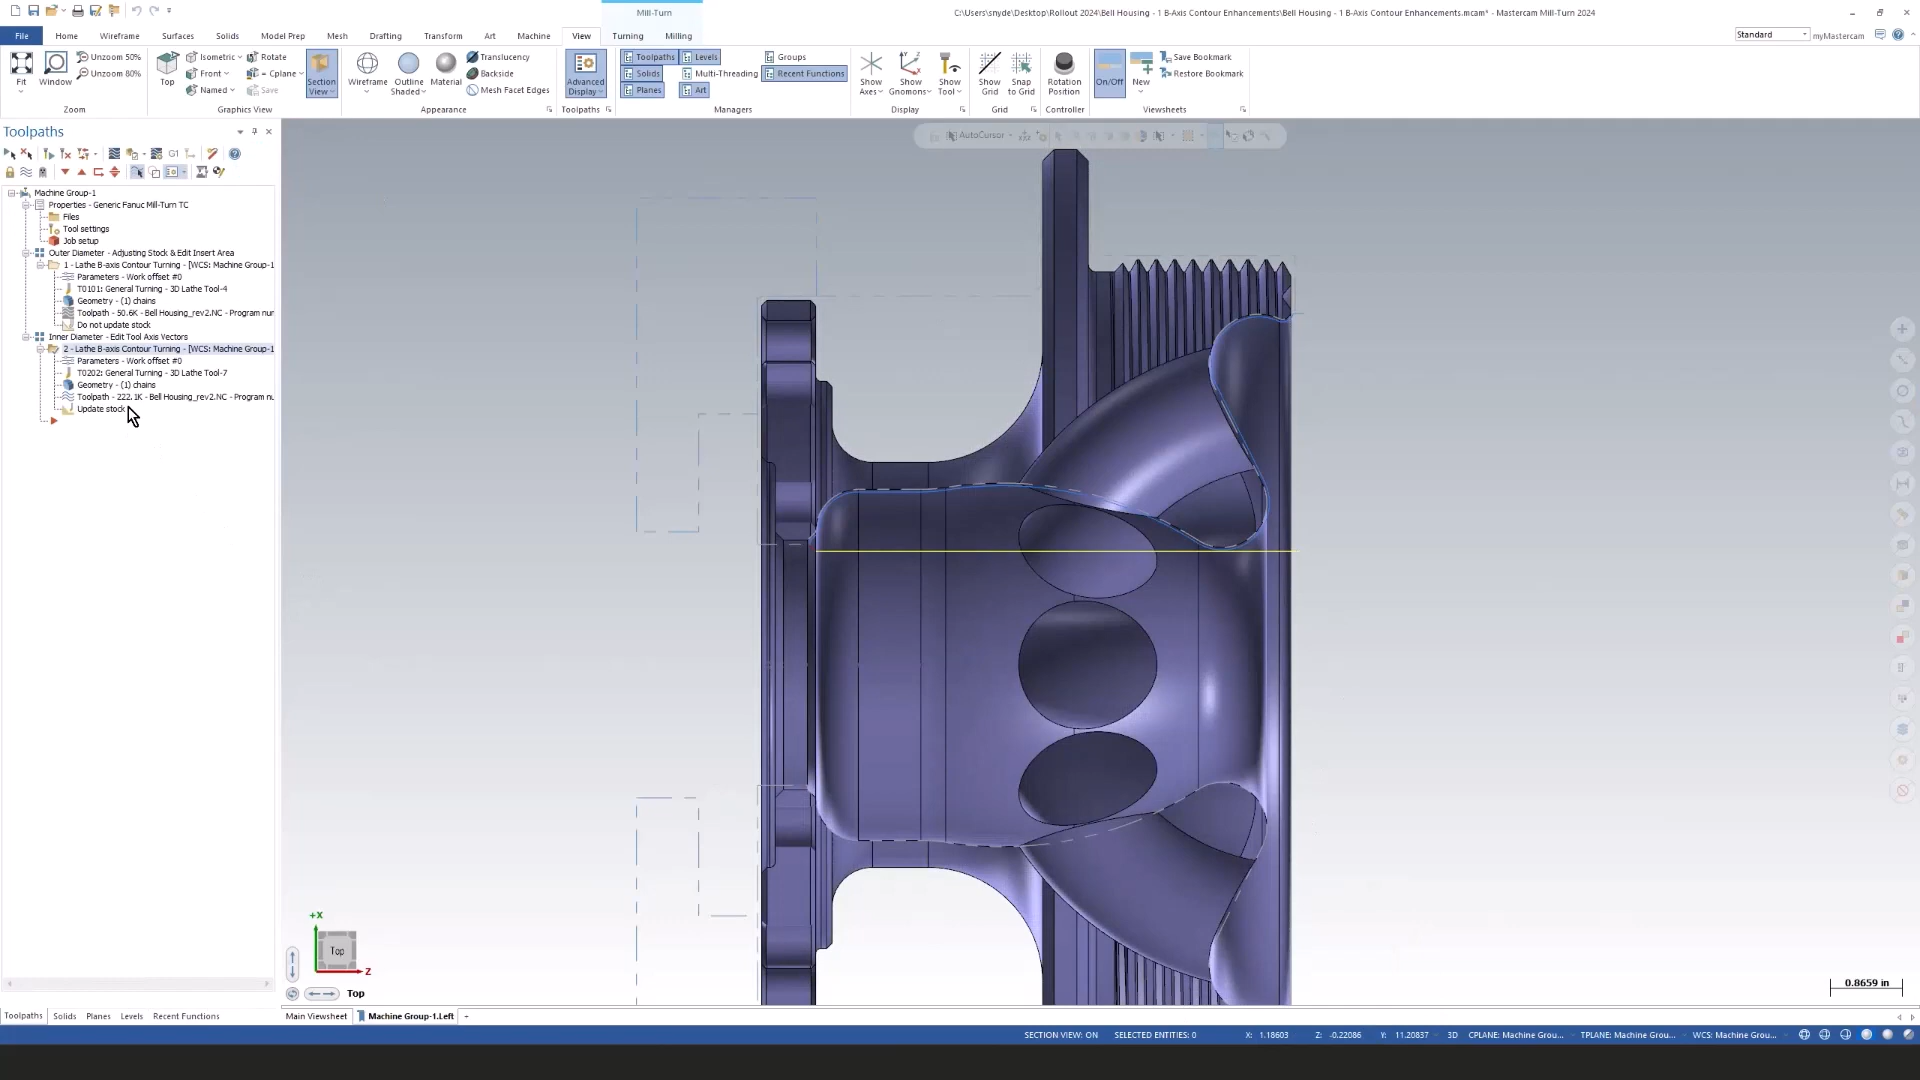 Mill-Turn
C:\Users\snyde\Desktop\Rollout 2024\Bell Housing - 1 B-Axis Contour Enhancements\Bell Housing - 1 B-Axis Contour Enhancements.mcam* - Mastercam Mill-Turn 2024
File Home Wireframe Surfaces Solids Model Prep Mesh Drafting Transform Art Machine View Turning Milling
Standard myMastercam
Fit Window Unzoom 50% Unzoom 80% Zoom
Top Isometric Front Named Rotate = Cplane Save Section View Graphics View
Wireframe Outline Shaded Material Translucency Backside Mesh Facet Edges Appearance
Advanced Display Toolpaths
Toolpaths Solids Planes Levels Multi-Threading Art Groups Recent Functions Managers
Show Axes Show Gnomons Show Tool Display
Show Grid Snap to Grid Grid
Rotation Position Controller
On/Off New Save Bookmark Restore Bookmark Viewsheets
Toolpaths
AutoCursor
G1
Machine Group-1
Properties - Generic Fanuc Mill-Turn TC
Files
Tool settings
Job setup
Outer Diameter - Adjusting Stock & Edit Insert Area
1 - Lathe B-axis Contour Turning - [WCS: Machine Group-1
Parameters - Work offset #0
T0101: General Turning - 3D Lathe Tool-4
Geometry - (1) chains
Toolpath - 50.6K - Bell Housing_rev2.NC - Program nur
Do not update stock
Inner Diameter - Edit Tool Axis Vectors
2 - Lathe B-axis Contour Turning - [WCS: Machine Group-1
Parameters - Work offset #0
T0202: General Turning - 3D Lathe Tool-7
Geometry - (1) chains
Toolpath - 222.1K - Bell Housing_rev2.NC - Program nu
Update stock
+X
Top
Z
Top
0.8659 in
Toolpaths Solids Planes Levels Recent Functions
Main Viewsheet Machine Group-1.Left +
SECTION VIEW: ON SELECTED ENTITIES: 0 X: 1.18603 Z: -0.22086 Y: 11.20837 3D CPLANE: Machine Grou... TPLANE: Machine Grou... WCS: Machine Grou...